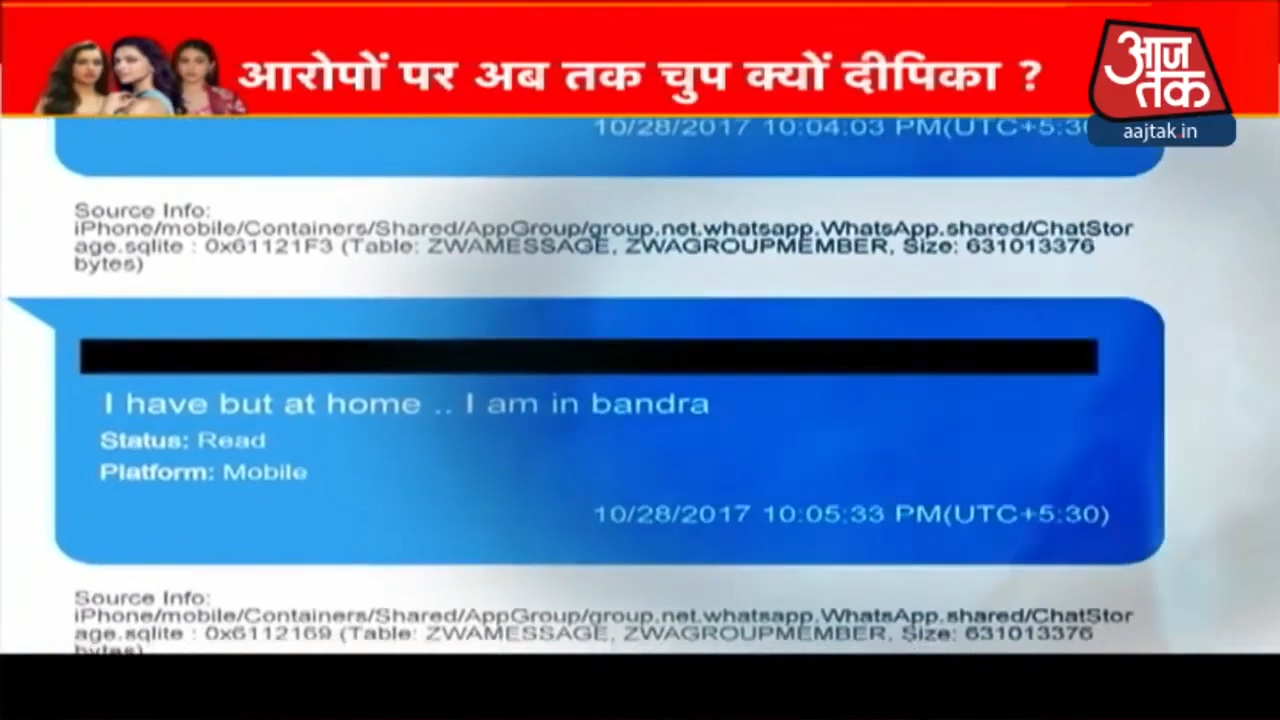 आरोपों पर अब तक चुप क्यों दीपिका ?
आज
तक
aajtak.in
10/28/2017 10:04:03 PM(UTC+5:30
Source Info:
iPhone/mobile/Containers/Shared/AppGroup/group.net.whatsapp.WhatsApp.shared/ChatStor
age.sqlite : 0x61121F3 (Table: ZWAMESSAGE, ZWAGROUPMEMBER, Size: 631013376
bytes)
I have but at home .. I am in bandra
Status: Read
Platform: Mobile
10/28/2017 10:05:33 PM(UTC+5:30)
Source Info:
iPhone/mobile/Containers/Shared/AppGroup/group.net.whatsapp.WhatsApp.shared/ChatStor
age.sqlite : 0x6112169 (Table: ZWAMESSAGE, ZWAGROUPMEMBER, Size: 631013376
bytes)